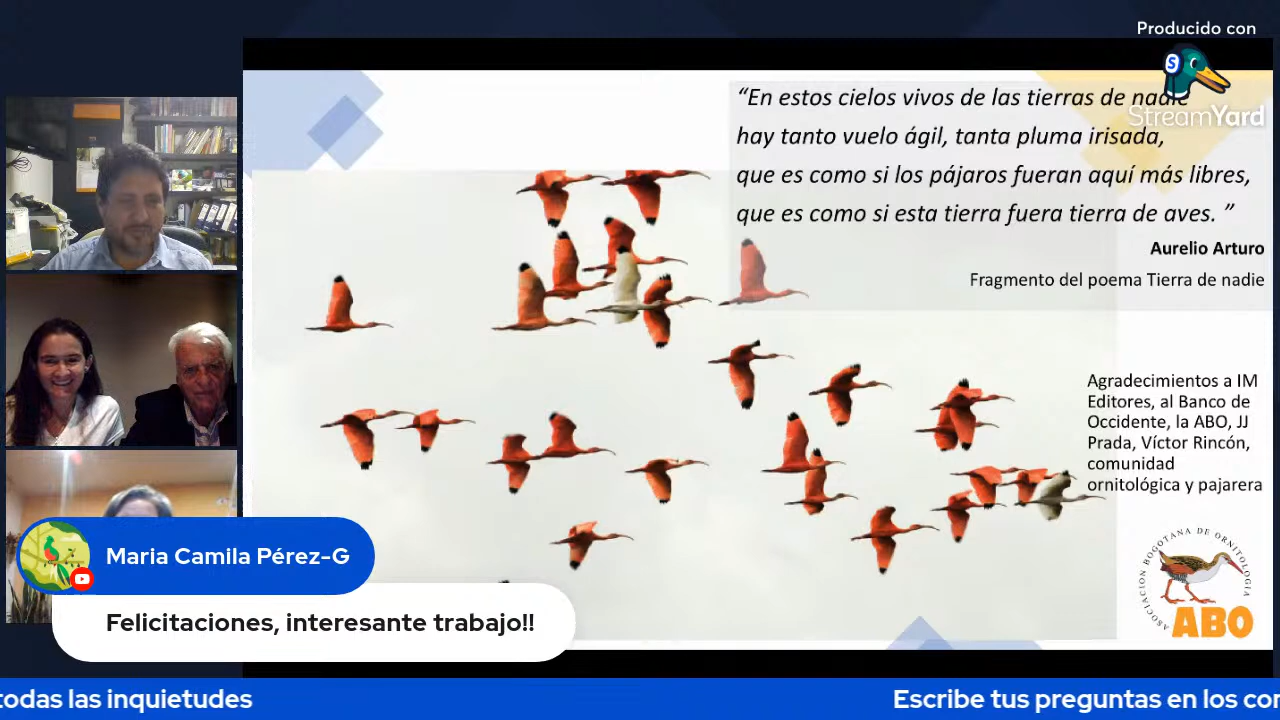 Producido con
StreamYard
“En estos cielos vivos de las tierras de nadie
hay tanto vuelo ágil, tanta pluma irisada,
que es como si los pájaros fueran aquí más libres,
que es como si esta tierra fuera tierra de aves. ”
Aurelio Arturo
Fragmento del poema Tierra de nadie
Agradecimientos a IM
Editores, al Banco de
Occidente, la ABO, JJ
Prada, Víctor Rincón,
comunidad
ornitológica y pajarera
ASOCIACION BOGOTANA DE ORNITOLOGIA
ABO
Maria Camila Pérez-G
Felicitaciones, interesante trabajo!!
todas las inquietudes
Escribe tus preguntas en los co